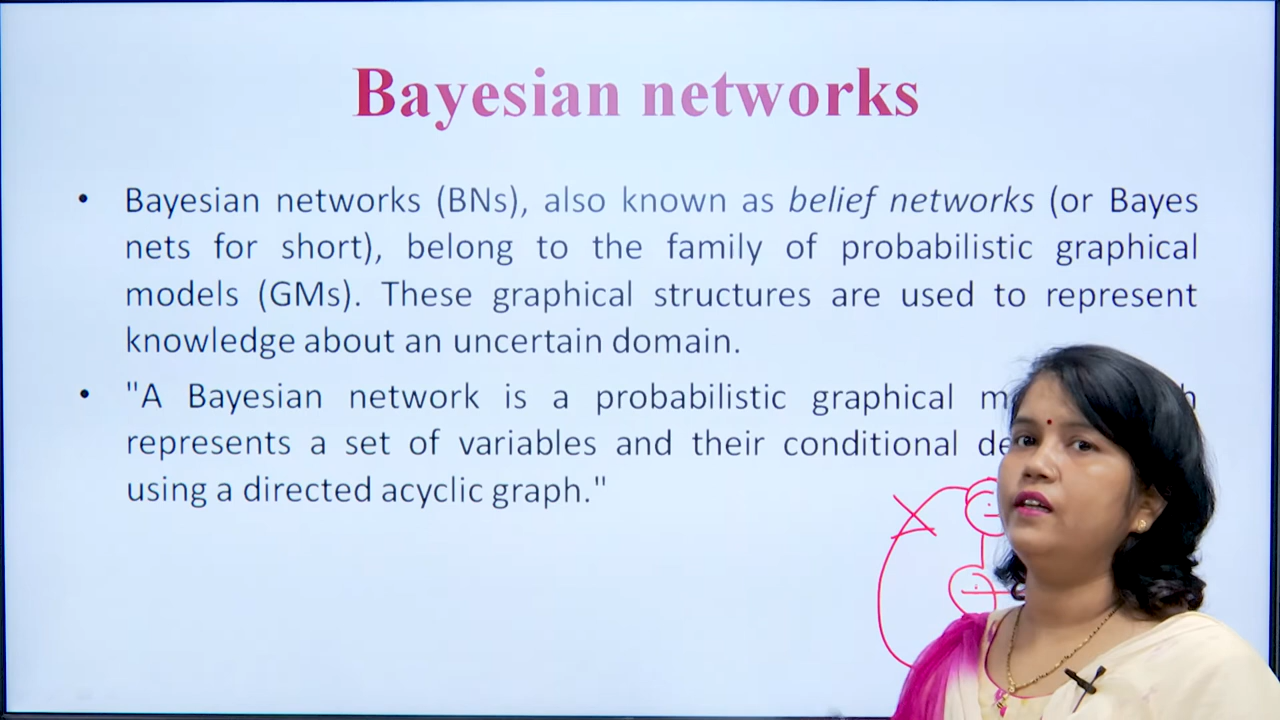 Bayesian networks
• Bayesian networks (BNs), also known as belief networks (or Bayes
nets for short), belong to the family of probabilistic graphical
models (GMs). These graphical structures are used to represent
knowledge about an uncertain domain.
• "A Bayesian network is a probabilistic graphical
represents a set of variables and their conditional
using a directed acyclic graph."